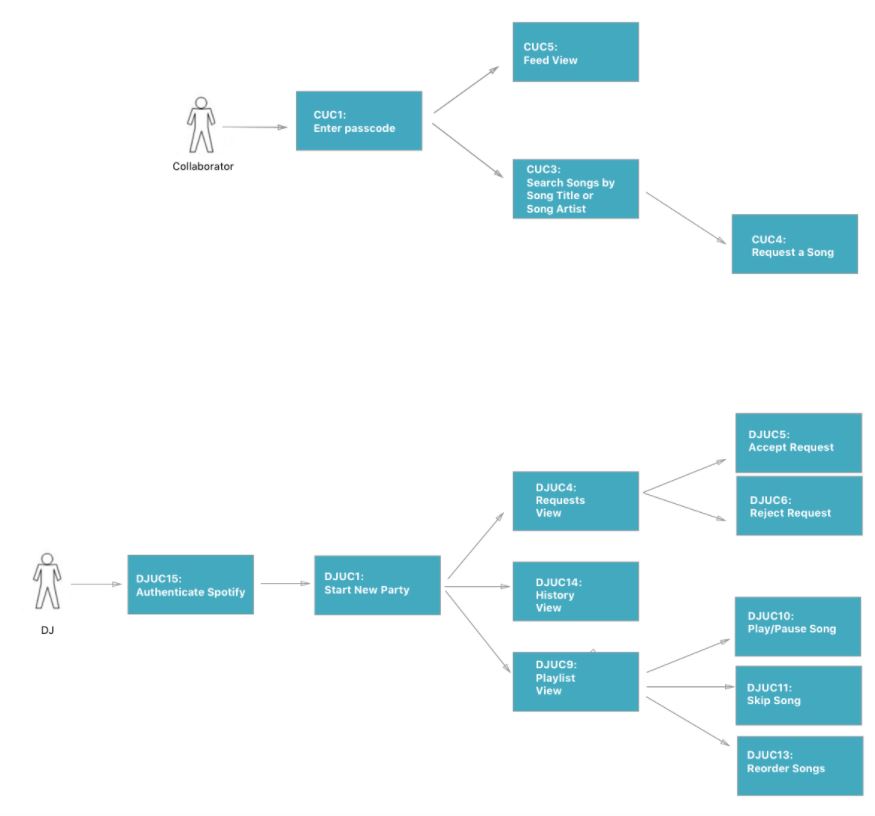 CUC5:
Feed View
CUC1:
Enter passcode
Collaborator
CUC3:
Search Songs by
Song Title or
Song Artist
CUC4:
Request a Song
DJUC5:
Accept Request
DJUC4:
Requests
View
DJUC6:
Reject Request
DJUC15:
Authenticate Spotify
DJUC1:
Start New Party
DJ
DJUC14:
History
View
DJUC10:
Play/Pause Song
DJUC9:
Playlist
View
DJUC11:
Skip Song
DJUC13:
Reorder Songs